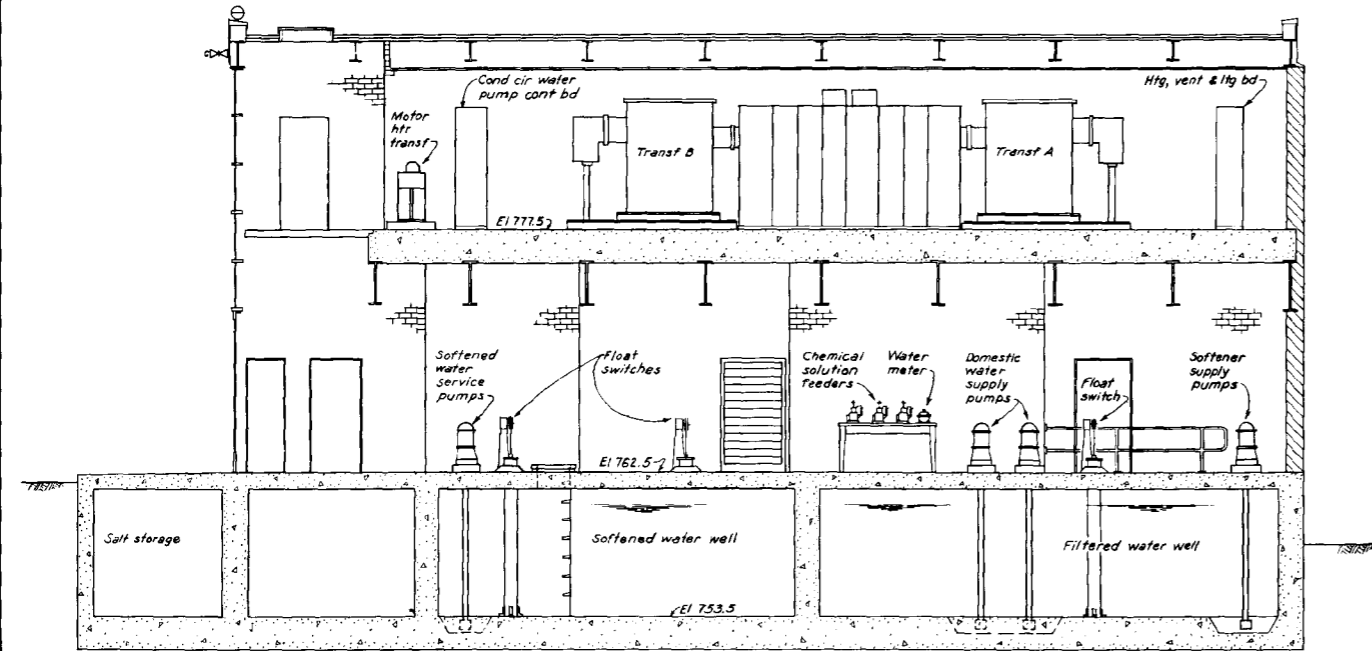 Cond cir water
pump cont bd
Htg, vent & ltg bd
Motor
htr
transf
Transf B
Transf A
El 777.5
Softened
water
service
pumps
Float
switches
Chemical
solution
feeders
Water
meter
Domestic
water
supply
pumps
Float
switch
Softener
supply
pumps
El 762.5
Salt storage
Softened water well
Filtered water well
El 753.5